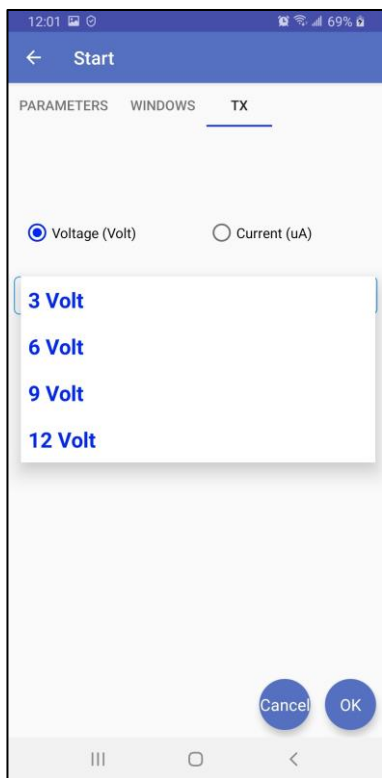 12:01 69%
Start
PARAMETERS WINDOWS TX
Voltage (Volt) Current (uA)
3 Volt
6 Volt
9 Volt
12 Volt
Cancel OK